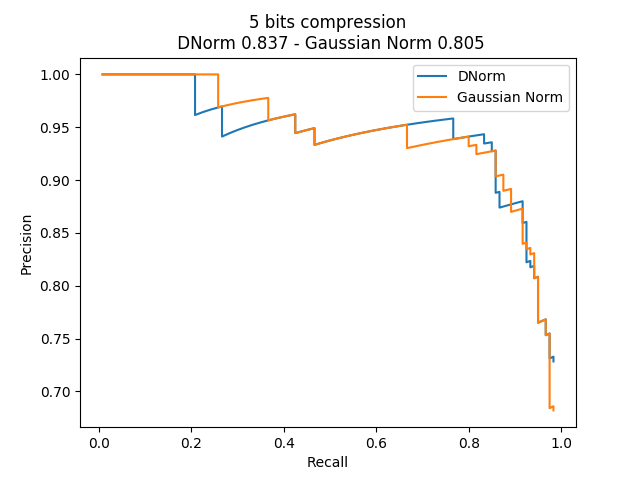 5 bits compression
DNorm 0.837 - Gaussian Norm 0.805
DNorm
Gaussian Norm
1.00
0.95
0.90
0.85
0.80
0.75
0.70
Precision
0.0 0.2 0.4 0.6 0.8 1.0
Recall